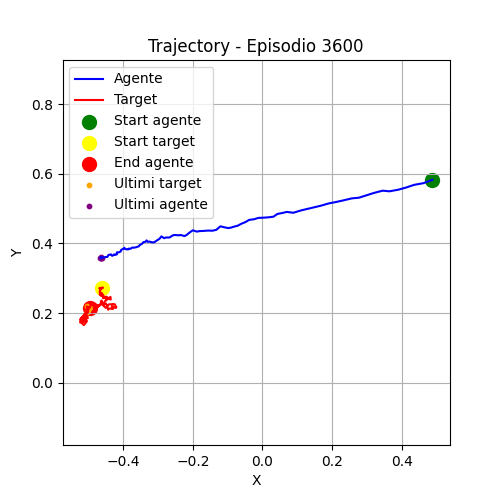 Trajectory - Episodio 3600
Agente
Target
Start agente
Start target
End agente
Ultimi target
Ultimi agente
Y
0.8
0.6
0.4
0.2
0.0
−0.4
−0.2
0.0
0.2
0.4
X